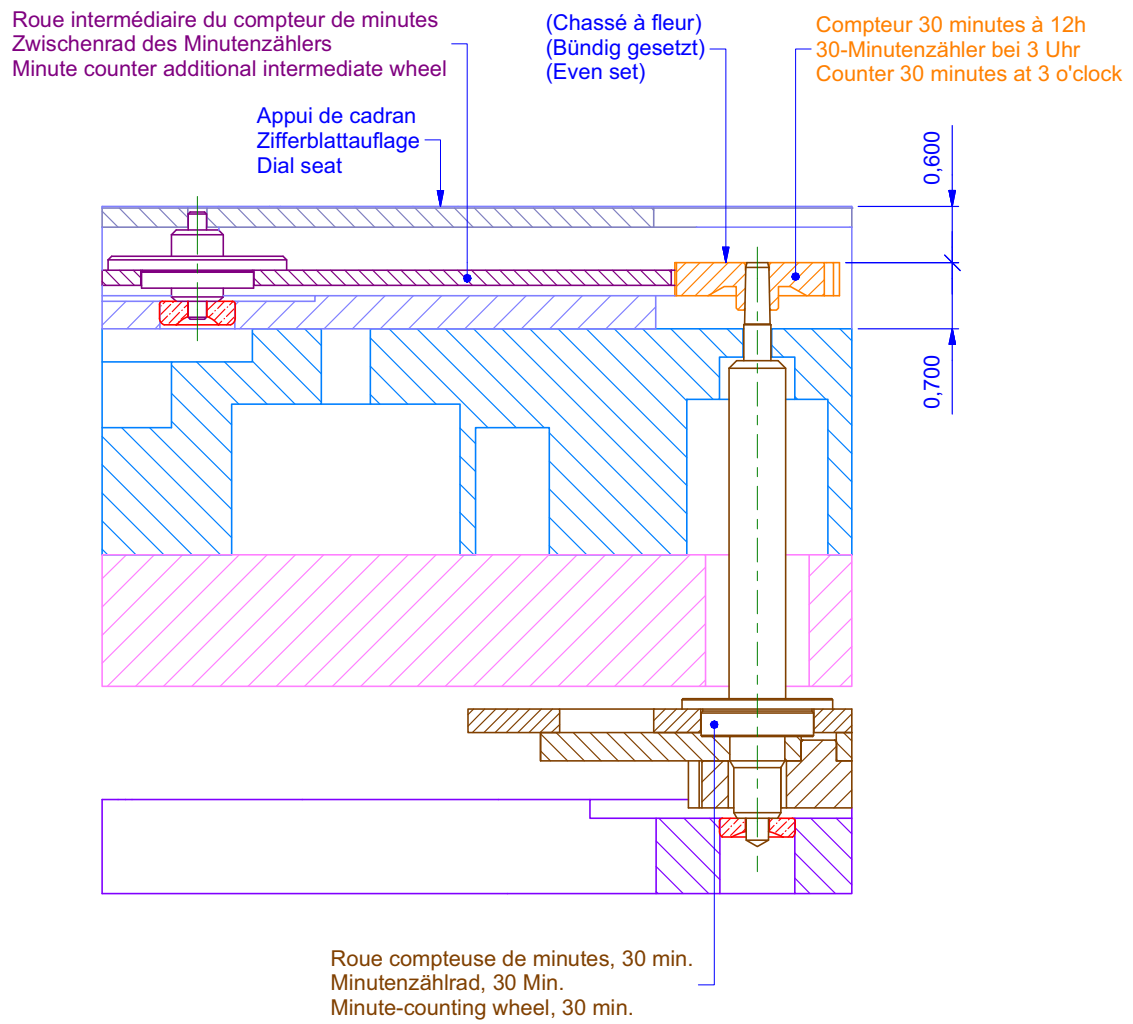 Roue intermédiaire du compteur de minutes
Zwischenrad des Minutenzählers
Minute counter additional intermediate wheel
(Chassé à fleur)
(Bündig gesetzt)
(Even set)
Compteur 30 minutes à 12h
30-Minutenzähler bei 3 Uhr
Counter 30 minutes at 3 o'clock
Appui de cadran
Zifferblattauflage
Dial seat
0,600
0,700
Roue compteuse de minutes, 30 min.
Minutenzählrad, 30 Min.
Minute-counting wheel, 30 min.